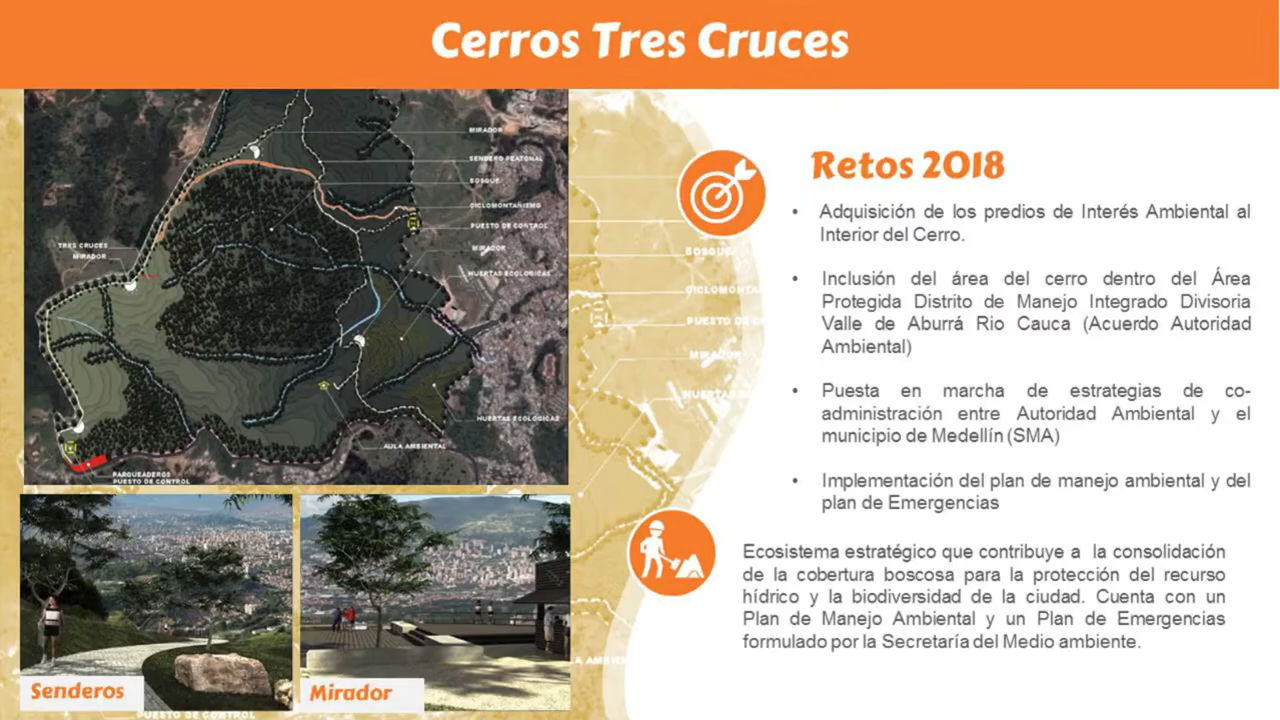 Cerros Tres Cruces
MIRADOR
SENDERO PEATONAL
BOSQUE
CICLOMONTAÑISMO
PUESTO DE CONTROL
MIRADOR
HUERTAS ECOLOGICAS
TRES CRUCES
MIRADOR
HUERTAS ECOLOGICAS
AULA AMBIENTAL
PARQUEADEROS
PUESTO DE CONTROL
Senderos
Mirador
PUESTO DE CONTROL
BOSQUE
MIRADOR
Retos 2018
• Adquisición de los predios de Interés Ambiental al
Interior del Cerro.
• Inclusión del área del cerro dentro del Área
Protegida Distrito de Manejo Integrado Divisoria
Valle de Aburrá Rio Cauca (Acuerdo Autoridad
Ambiental)
• Puesta en marcha de estrategias de co-
administración entre Autoridad Ambiental y el
municipio de Medellín (SMA)
• Implementación del plan de manejo ambiental y del
plan de Emergencias
Ecosistema estratégico que contribuye a la consolidación
de la cobertura boscosa para la protección del recurso
hídrico y la biodiversidad de la ciudad. Cuenta con un
Plan de Manejo Ambiental y un Plan de Emergencias
formulado por la Secretaría del Medio ambiente.